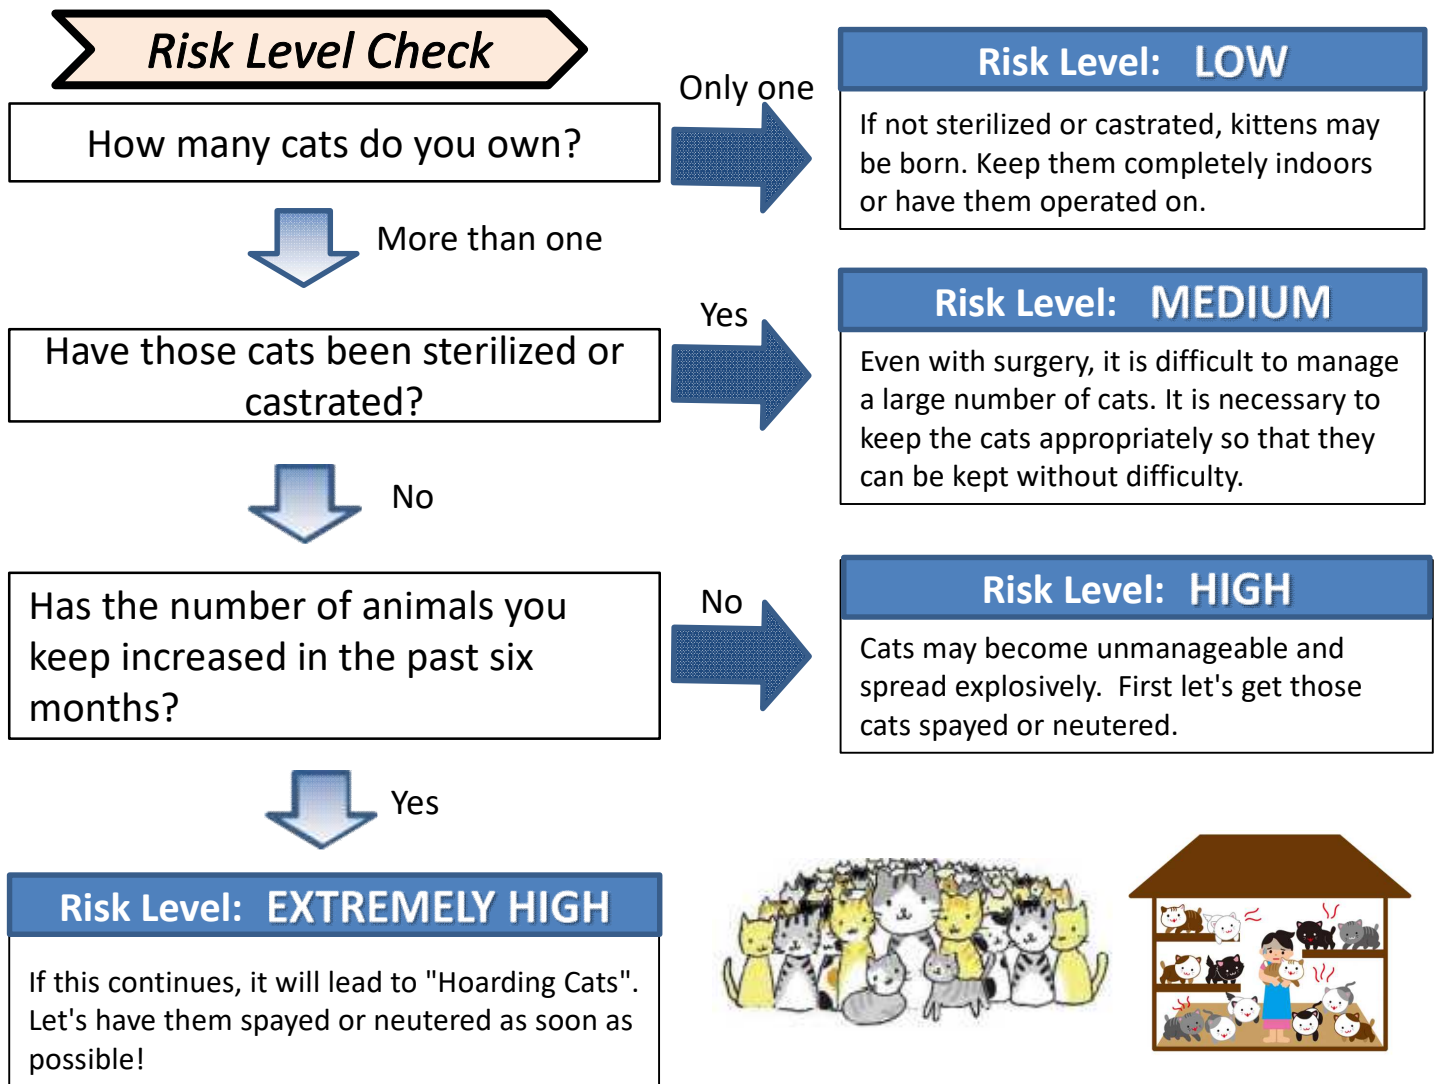 Risk Level Check
How many cats do you own?
Only one
Risk Level: LOW
If not sterilized or castrated, kittens may
be born. Keep them completely indoors
or have them operated on.
More than one
Have those cats been sterilized or
castrated?
Yes
Risk Level: MEDIUM
Even with surgery, it is difficult to manage
a large number of cats. It is necessary to
keep the cats appropriately so that they
can be kept without difficulty.
No
Has the number of animals you
keep increased in the past six
months?
No
Risk Level: HIGH
Cats may become unmanageable and
spread explosively.  First let's get those
cats spayed or neutered.
Yes
Risk Level: EXTREMELY HIGH
If this continues, it will lead to "Hoarding Cats".
Let's have them spayed or neutered as soon as
possible!